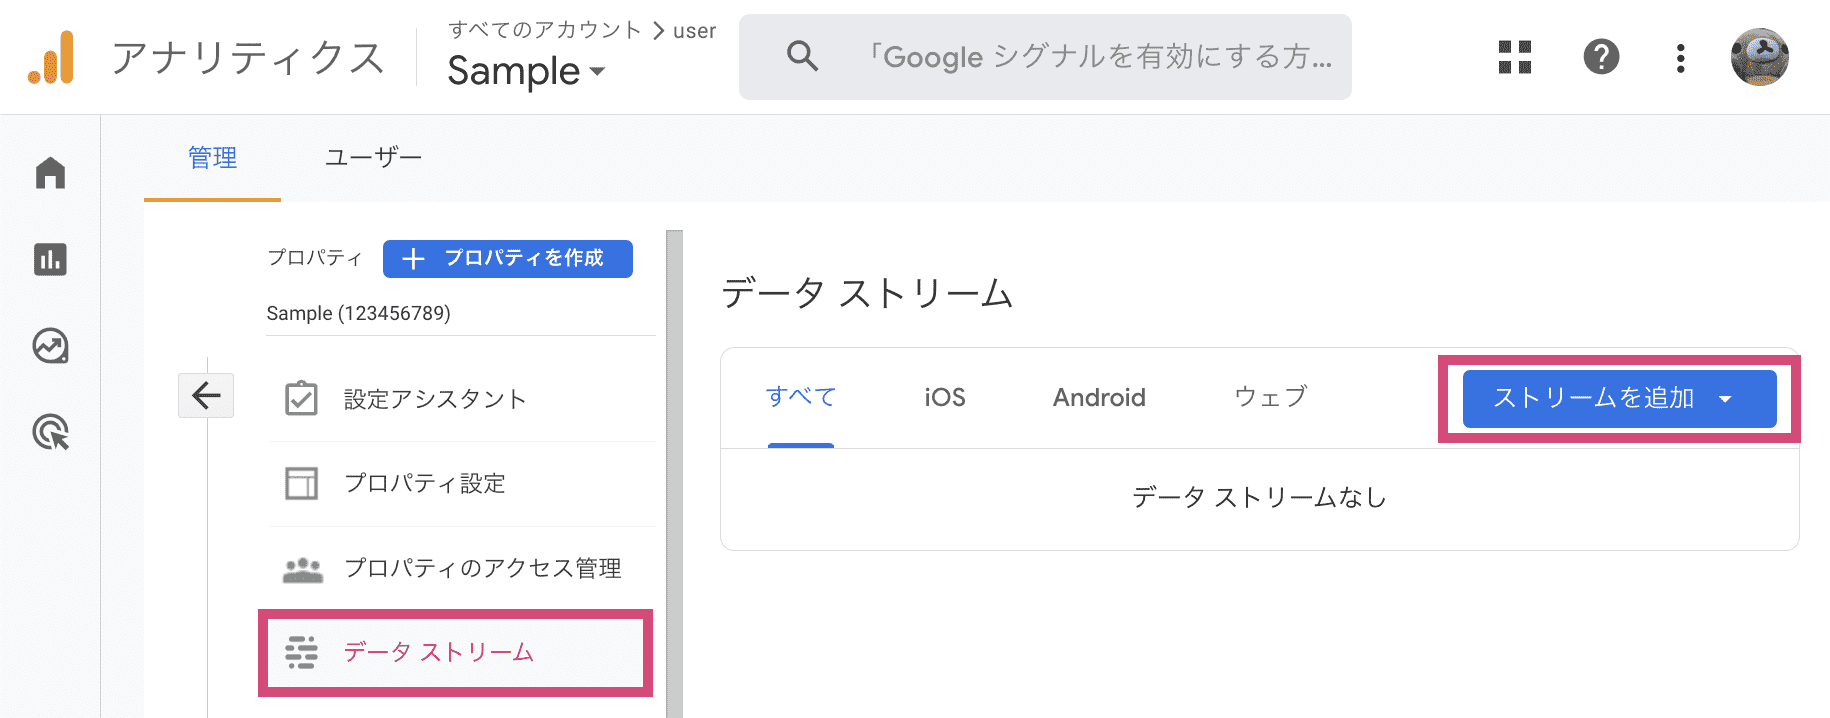 アナリティクス
すべてのアカウント > user
Sample
「Google シグナルを有効にする方...
管理
ユーザー
プロパティ
+ プロパティを作成
Sample (123456789)
設定アシスタント
プロパティ設定
プロパティのアクセス管理
データ ストリーム
データ ストリーム
すべて
iOS
Android
ウェブ
ストリームを追加
データ ストリームなし